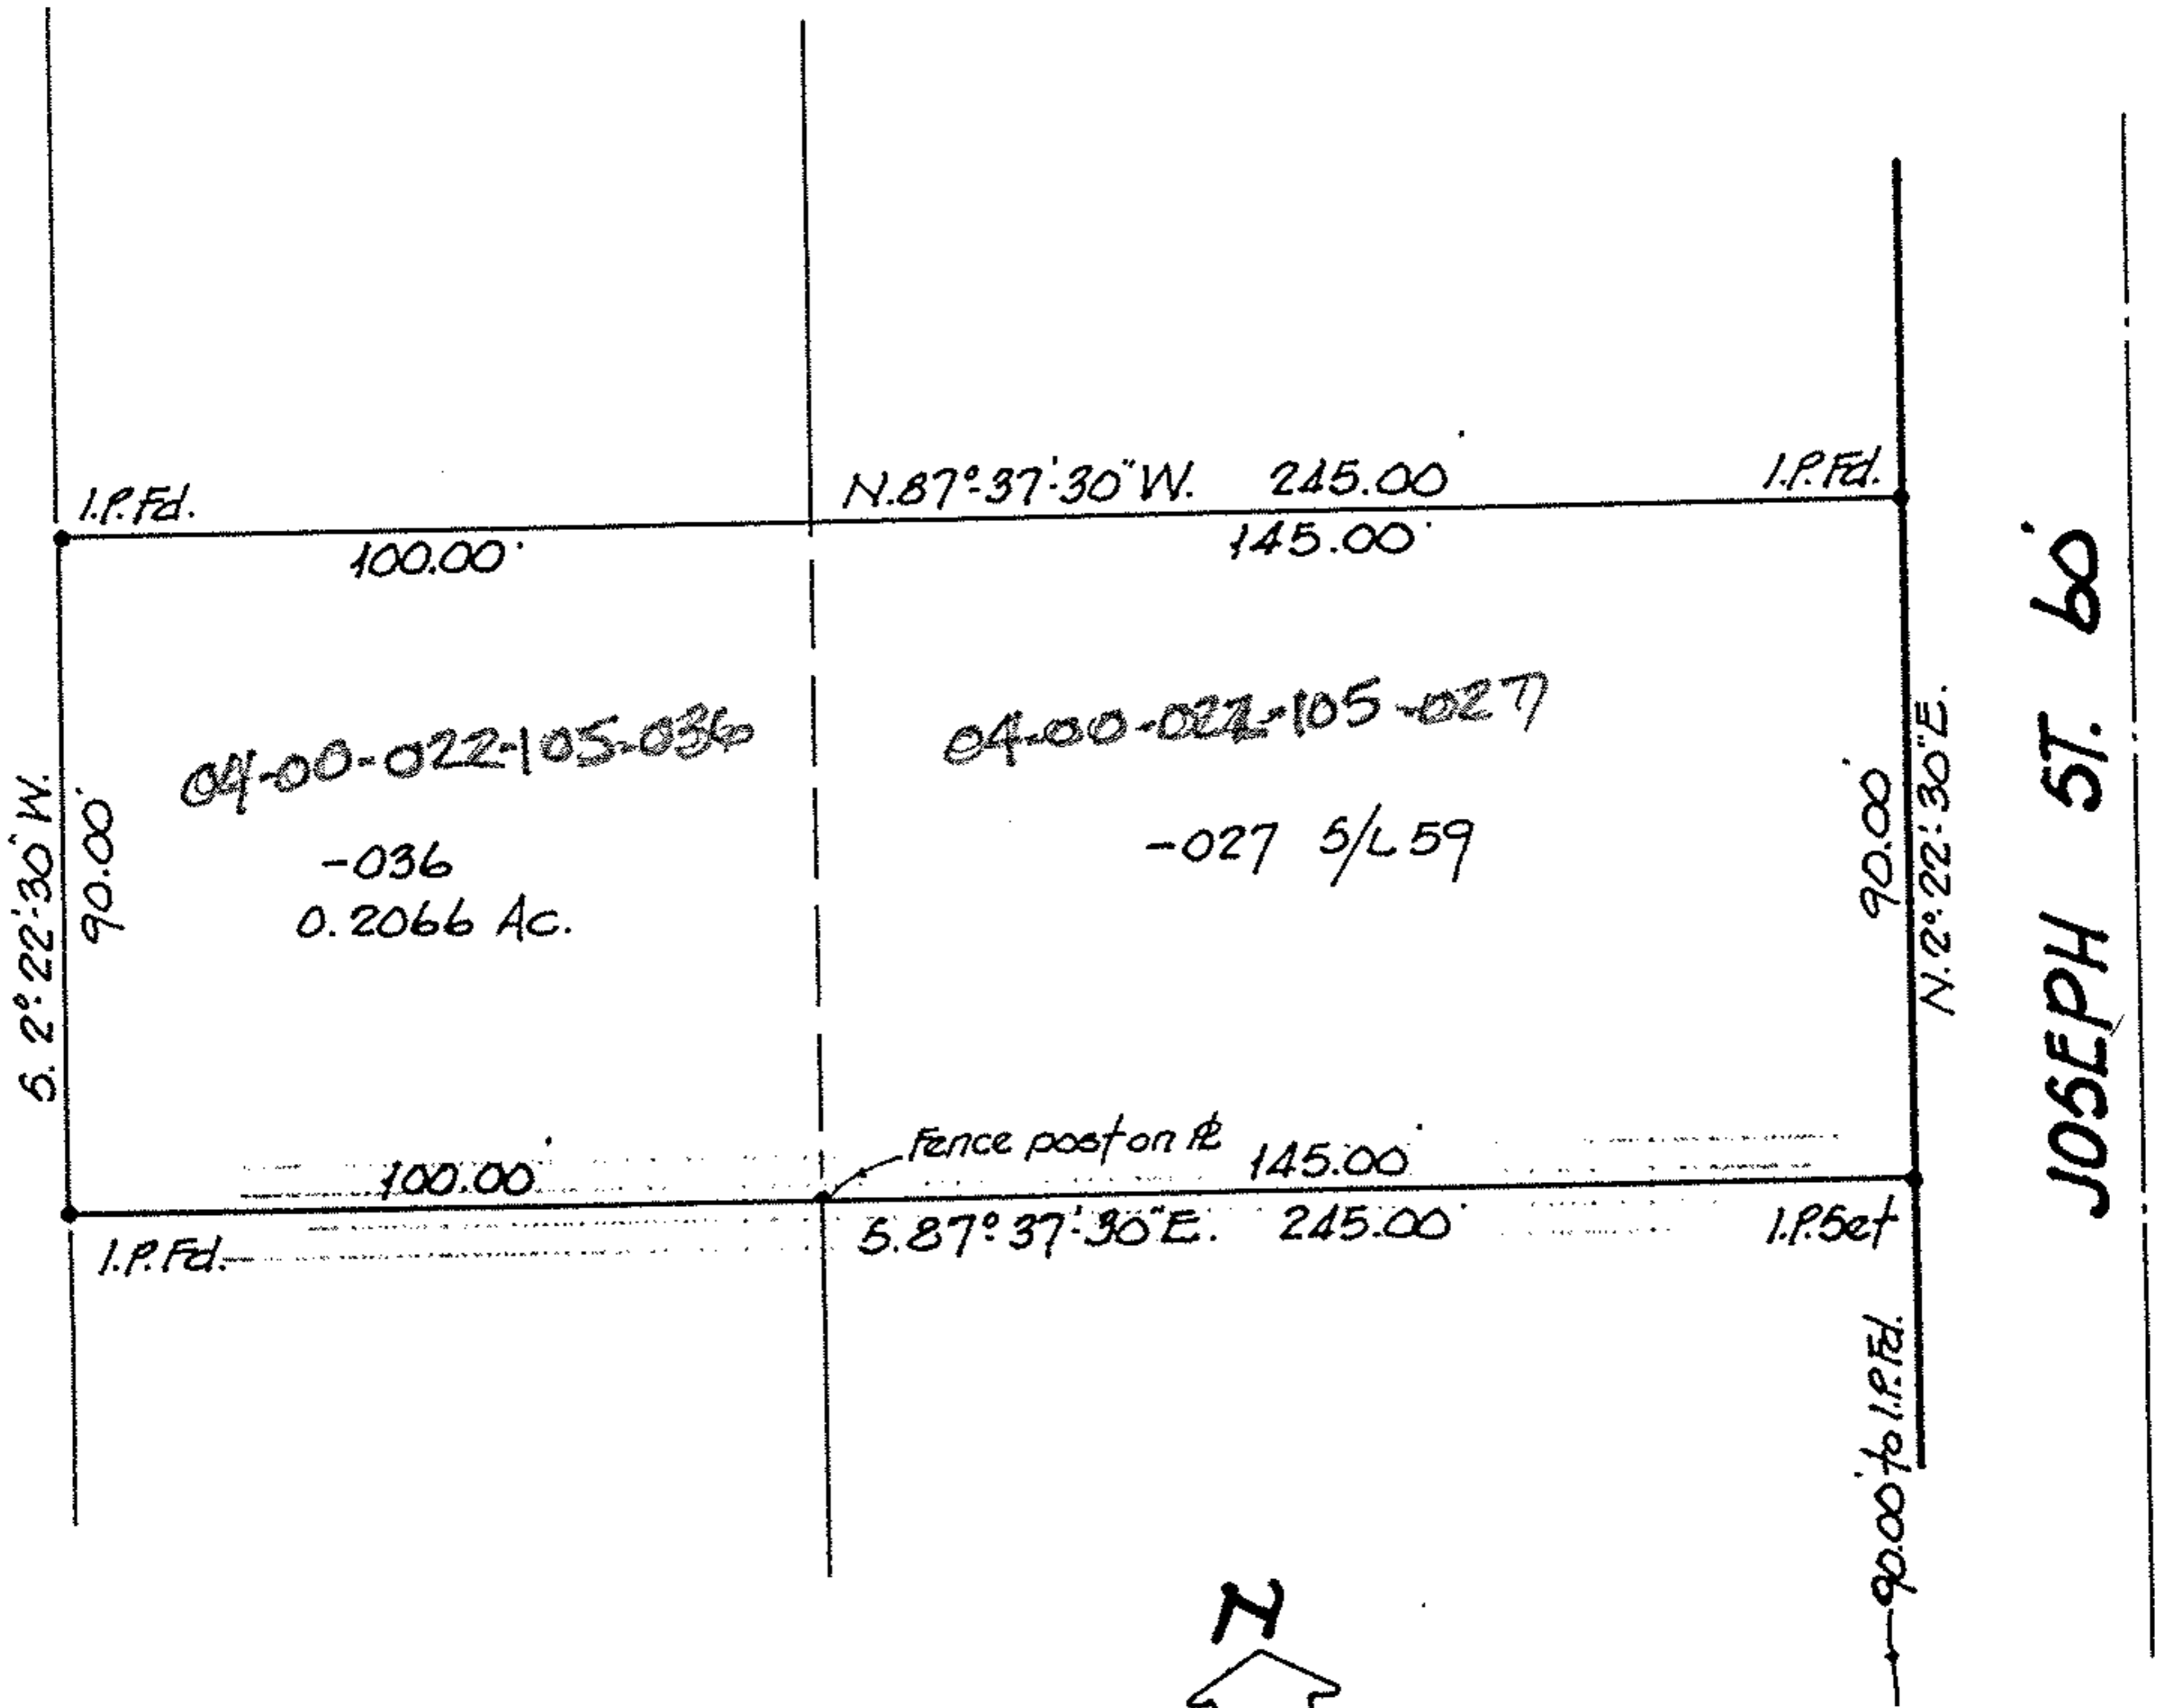 I.P.Fd.
N.87°-37'-30"W. 245.00'
I.P.Fd.
100.00'
145.00'
S. 2°-22'-30"W.
90.00'
04-00-022-105-036
-036
0.2066 Ac.
04-00-022-105-027
-027 S/L 59
90.00'
N.2°-22'-30"E.
JOSEPH ST. 60'
100.00'
Fence post on PL
145.00'
I.P.Fd.
S.87°-37'-30"E. 245.00'
I.P.Set
90.00' to I.P.Fd.
N